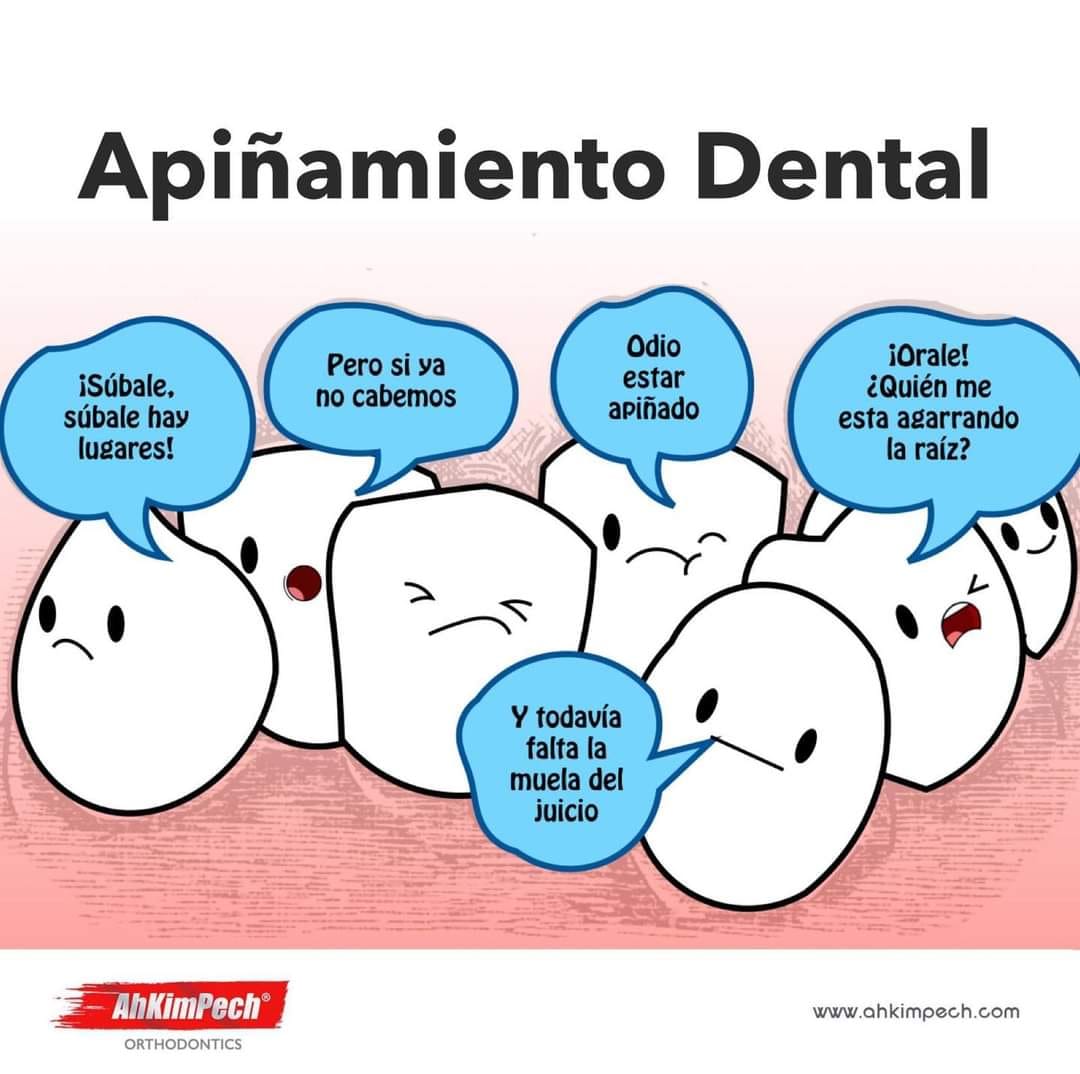 Apiñamiento Dental
¡Súbale,
súbale hay
lugares!
Pero si ya
no cabemos
Odio
estar
apiñado
¡Orale!
¿Quién me
esta agarrando
la raíz?
Y todavía
falta la
muela del
juicio
AhKimPech®
ORTHODONTICS
www.ahkimpech.com